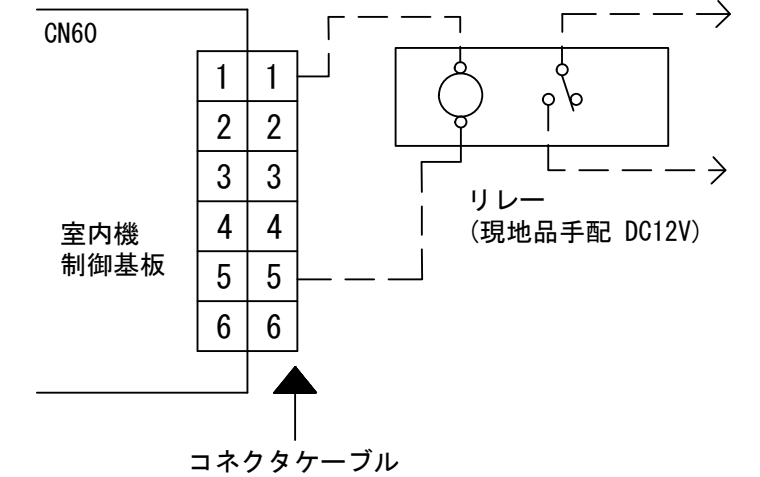 CN60
1 1
2 2
3 3
4 4
5 5
6 6
室内機
制御基板
リレー
(現地品手配 DC12V)
コネクタケーブル